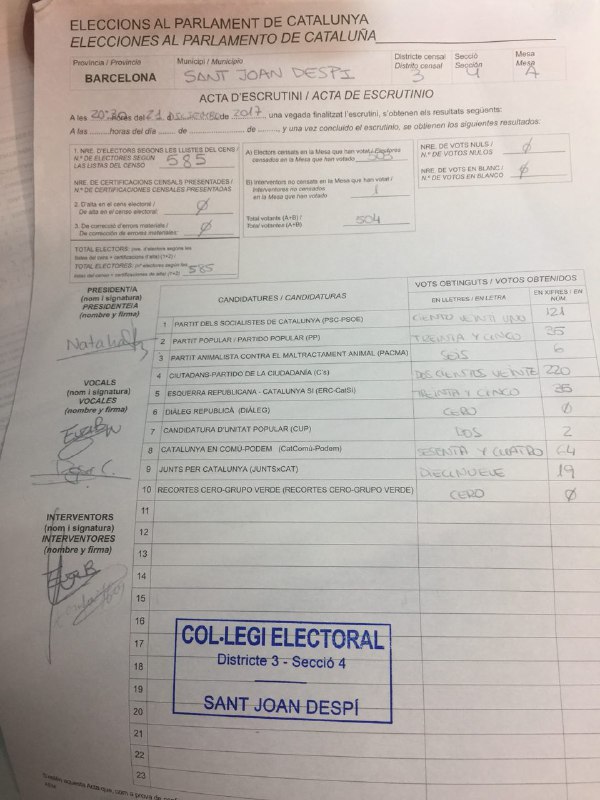 ELECCIONS AL PARLAMENT DE CATALUNYA
ELECCIONES AL PARLAMENTO DE CATALUÑA
Província / Provincia
BARCELONA
Municipi / Municipio
SANT JOAN DESPÍ
Districte censal
Distrito censal
3
Secció
Sección
4
Mesa
Mesa
4
ACTA D'ESCRUTINI / ACTA DE ESCRUTINIO
A les 20:30 hores del 21 DICIEMBRE de 2017, una vegada finalitzat l'escrutini, s'obtenen els resultats següents:
A las ........horas del día ....... de .................. de........, y una vez concluido el escrutinio, se obtienen los siguientes resultados:
1. NRE. D'ELECTORS SEGONS LES LLISTES DEL CENS /
N.º DE ELECTORES SEGÚN
LAS LISTAS DEL CENSO
585
NRE. DE CERTIFICACIONS CENSALS PRESENTADES /
N.º DE CERTIFICACIONES CENSALES PRESENTADAS
2. D'alta en el cens electoral /
De alta en el censo electoral:
Ø
3. De correcció d'errors materials /
De corrección de errores materiales:
Ø
TOTAL ELECTORS: (nre. d'electors segons les
llistes del cens + certificacions d'alta) (1+2) /
TOTAL ELECTORES: (nº electores según las
listas del censo + certificaciones de alta) (1+2)
585
A) Electors censats en la Mesa que han votat / Electores
censados en la Mesa que han votado
503
B) Interventors no censats en la Mesa que han votat /
Interventores no censados
en la Mesa que han votado
1
Total votants (A+B) /
Total votantes (A+B)
504
NRE. DE VOTS NULS /
N.º DE VOTOS NULOS
Ø
NRE. DE VOTS EN BLANC /
N.º DE VOTOS EN BLANCO
Ø
PRESIDENT/A
(nom i signatura)
PRESIDENTE/A
(nombre y firma)
VOCALS
(nom i signatura)
VOCALES
(nombre y firma)
INTERVENTORS
(nom i signatura)
INTERVENTORES
(nombre y firma)
CANDIDATURES / CANDIDATURAS
VOTS OBTINGUTS / VOTOS OBTENIDOS
EN LLETRES / EN LETRA
EN XIFRES / EN NÚM.
1 PARTIT DELS SOCIALISTES DE CATALUNYA (PSC-PSOE) CIENTO VEINTI UNO 121
2 PARTIT POPULAR / PARTIDO POPULAR (PP) TREINTA Y CINCO 35
3 PARTIT ANIMALISTA CONTRA EL MALTRACTAMENT ANIMAL (PACMA) SEIS 6
4 CIUTADANS-PARTIDO DE LA CIUDADANÍA (C's) DOSCIENTOS VEINTE 220
5 ESQUERRA REPUBLICANA - CATALUNYA SÍ (ERC-CatSí) TREINTA Y CINCO 35
6 DIÀLEG REPUBLICÀ (DIÀLEG) CERO Ø
7 CANDIDATURA D'UNITAT POPULAR (CUP) DOS 2
8 CATALUNYA EN COMÚ-PODEM (CatComú-Podem) SESENTA Y CUATRO 64
9 JUNTS PER CATALUNYA (JUNTSxCAT) DIECINUEVE 19
10 RECORTES CERO-GRUPO VERDE (RECORTES CERO-GRUPO VERDE) CERO Ø
11
12
13
14
15
16
17
18
19
20
21
22
23
COL·LEGI ELECTORAL
Districte 3 - Secció 4
SANT JOAN DESPÍ